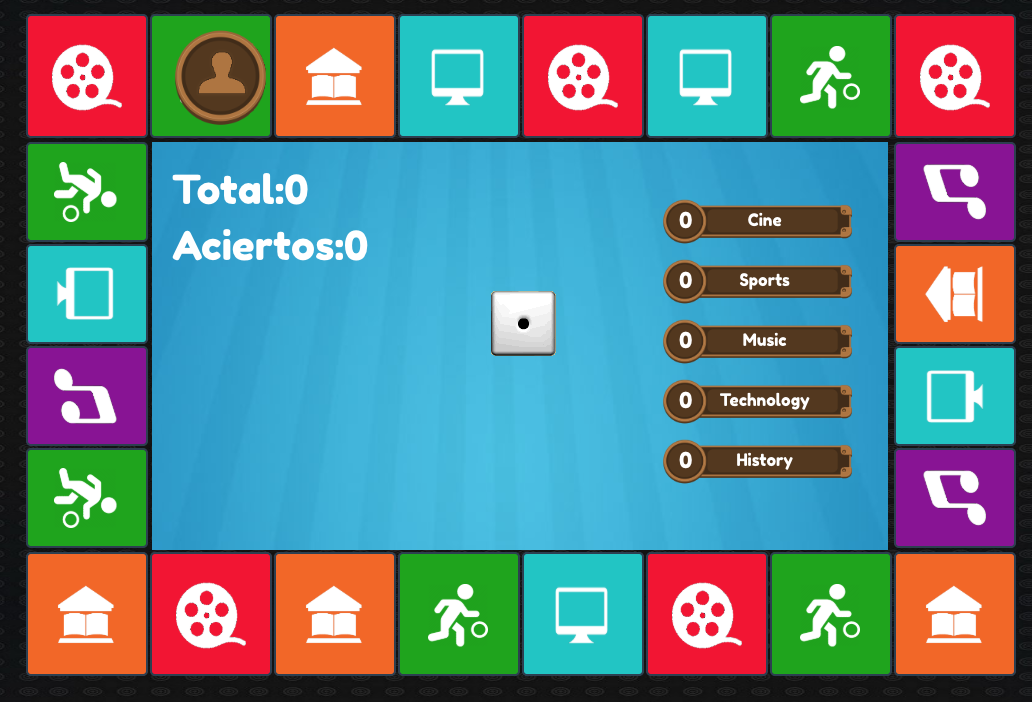 Total:0
Aciertos:0
0 Cine
0 Sports
0 Music
0 Technology
0 History